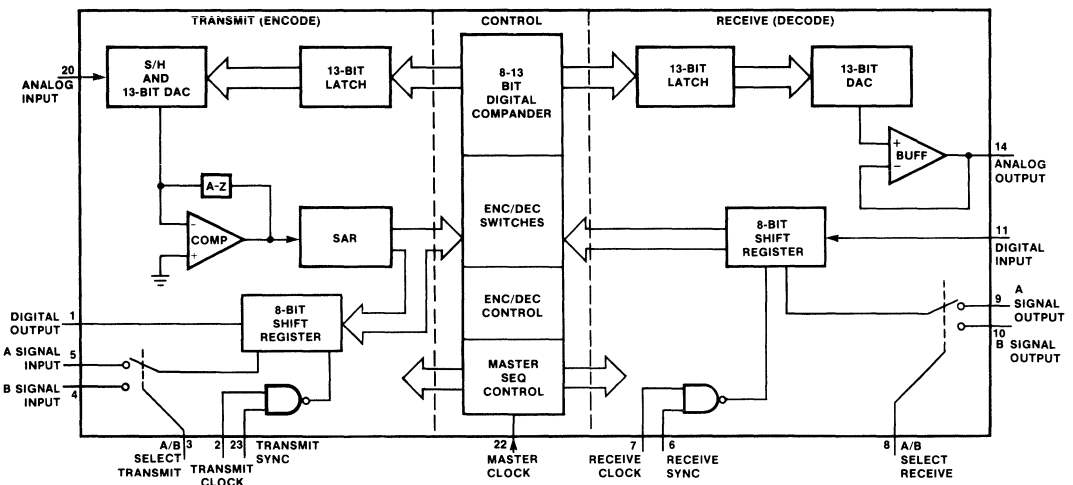 TRANSMIT (ENCODE)
CONTROL
RECEIVE (DECODE)
20
ANALOG
INPUT
S/H
AND
13-BIT DAC
13-BIT
LATCH
8-13
BIT
DIGITAL
COMPANDER
13-BIT
LATCH
13-BIT
DAC
+
BUFF
-
14
ANALOG
OUTPUT
A-Z
-
COMP
+
SAR
ENC/DEC
SWITCHES
8-BIT
SHIFT
REGISTER
11
DIGITAL
INPUT
DIGITAL
OUTPUT
1
8-BIT
SHIFT
REGISTER
ENC/DEC
CONTROL
9
A
SIGNAL
OUTPUT
10
B SIGNAL
OUTPUT
A SIGNAL
INPUT
5
B SIGNAL
INPUT
4
MASTER
SEQ
CONTROL
A/B
SELECT
TRANSMIT
3
2
TRANSMIT
CLOCK
23
TRANSMIT
SYNC
22
MASTER
CLOCK
7
RECEIVE
CLOCK
6
RECEIVE
SYNC
8
A/B
SELECT
RECEIVE